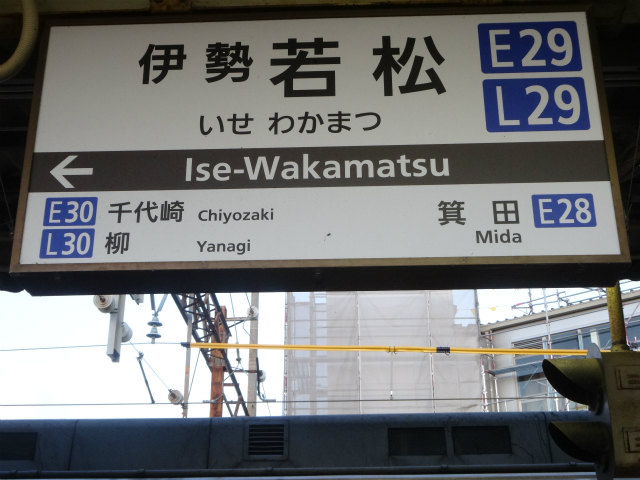 伊勢若松 E29
いせ わかまつ L29
← Ise-Wakamatsu
E30 千代崎 Chiyozaki
L30 柳 Yanagi
箕田 E28
Mida